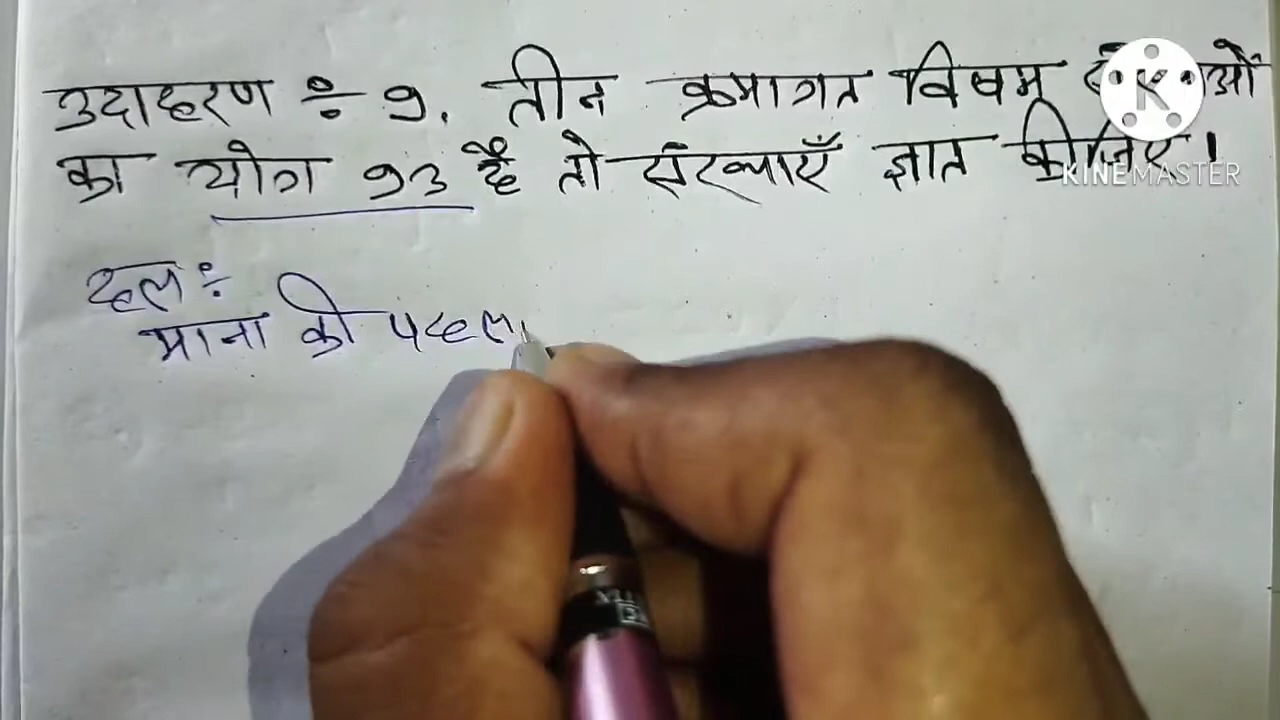 उदाहरण ÷ 9. तीन क्रमागत विषम
K
का योग 93 है तो संख्याएँ ज्ञात कीजिए।
KINEMASTER
हल ÷
माना की पहल